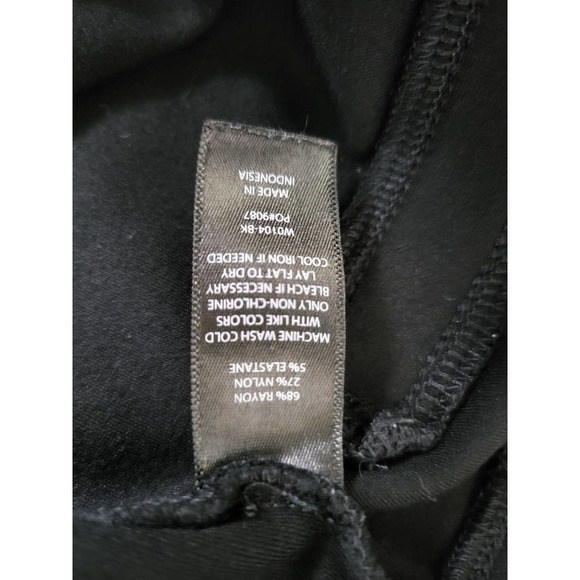 68% RAYON
27% NYLON
5% ELASTANE
MACHINE WASH COLD
WITH LIKE COLORS
ONLY NON-CHLORINE
BLEACH IF NECESSARY
LAY FLAT TO DRY
COOL IRON IF NEEDED
W0104-BK
PO#9087
MADE IN
INDONESIA